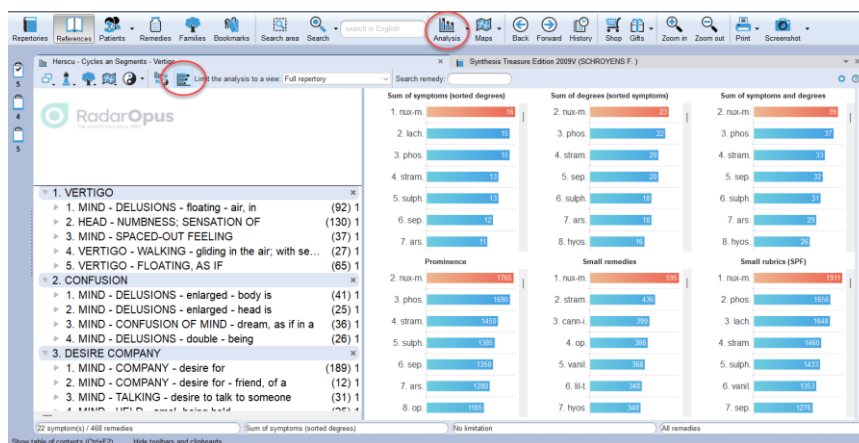 search in English
Repertories References Patients Remedies Families Bookmarks Search area Search Analysis Maps Back Forward History Shop Gifts Zoom in Zoom out Print Screenshot
Herscu - Cycles an Segments - Vertigo
Synthesis Treasure Edition 2009V (SCHROYENS F. )
Limit the analysis to a view: Full repertory
Search remedy:
5
4
5
RadarOpus
1. VERTIGO
1. MIND - DELUSIONS - floating - air, in (92) 1
2. HEAD - NUMBNESS; SENSATION OF (130) 1
3. MIND - SPACED-OUT FEELING (37) 1
4. VERTIGO - WALKING - gliding in the air; with se... (27) 1
5. VERTIGO - FLOATING, AS IF (65) 1
2. CONFUSION
1. MIND - DELUSIONS - enlarged - body is (41) 1
2. MIND - DELUSIONS - enlarged - head is (25) 1
3. MIND - CONFUSION OF MIND - dream, as if in a (36) 1
4. MIND - DELUSIONS - double - being (26) 1
3. DESIRE COMPANY
1. MIND - COMPANY - desire for (189) 1
2. MIND - COMPANY - desire for - friend, of a (12) 1
3. MIND - TALKING - desire to talk to someone (31) 1
Sum of symptoms (sorted degrees)
1. nux-m. 16
2. lach. 15
3. phos. 15
4. stram. 13
5. sulph. 13
6. sep. 12
7. ars. 11
Sum of degrees (sorted symptoms)
2. nux-m. 23
3. phos. 22
4. stram. 20
5. sep. 20
6. sulph. 18
7. ars. 18
8. hyos. 16
Sum of symptoms and degrees
2. nux-m. 39
3. phos. 37
4. stram. 33
5. sep. 32
6. sulph. 31
7. ars. 29
8. hyos. 26
Prominence
2. nux-m. 1765
3. phos. 1690
4. stram. 1450
5. sulph. 1385
6. sep. 1350
7. ars. 1280
8. op. 1165
Small remedies
1. nux-m. 595
2. stram. 436
3. cann-i. 399
4. op. 388
5. vanil. 368
6. lil-t. 348
7. hyos. 340
Small rubrics (SPF)
1. nux-m. 1911
2. phos. 1656
3. lach. 1648
4. stram. 1460
5. sulph. 1433
6. vanil. 1353
7. sep. 1276
22 symptom(s) / 468 remedies
Sum of symptoms (sorted degrees)
No limitation
All remedies
Show table of contents (Ctrl+F2) Hide toolbars and clipboards